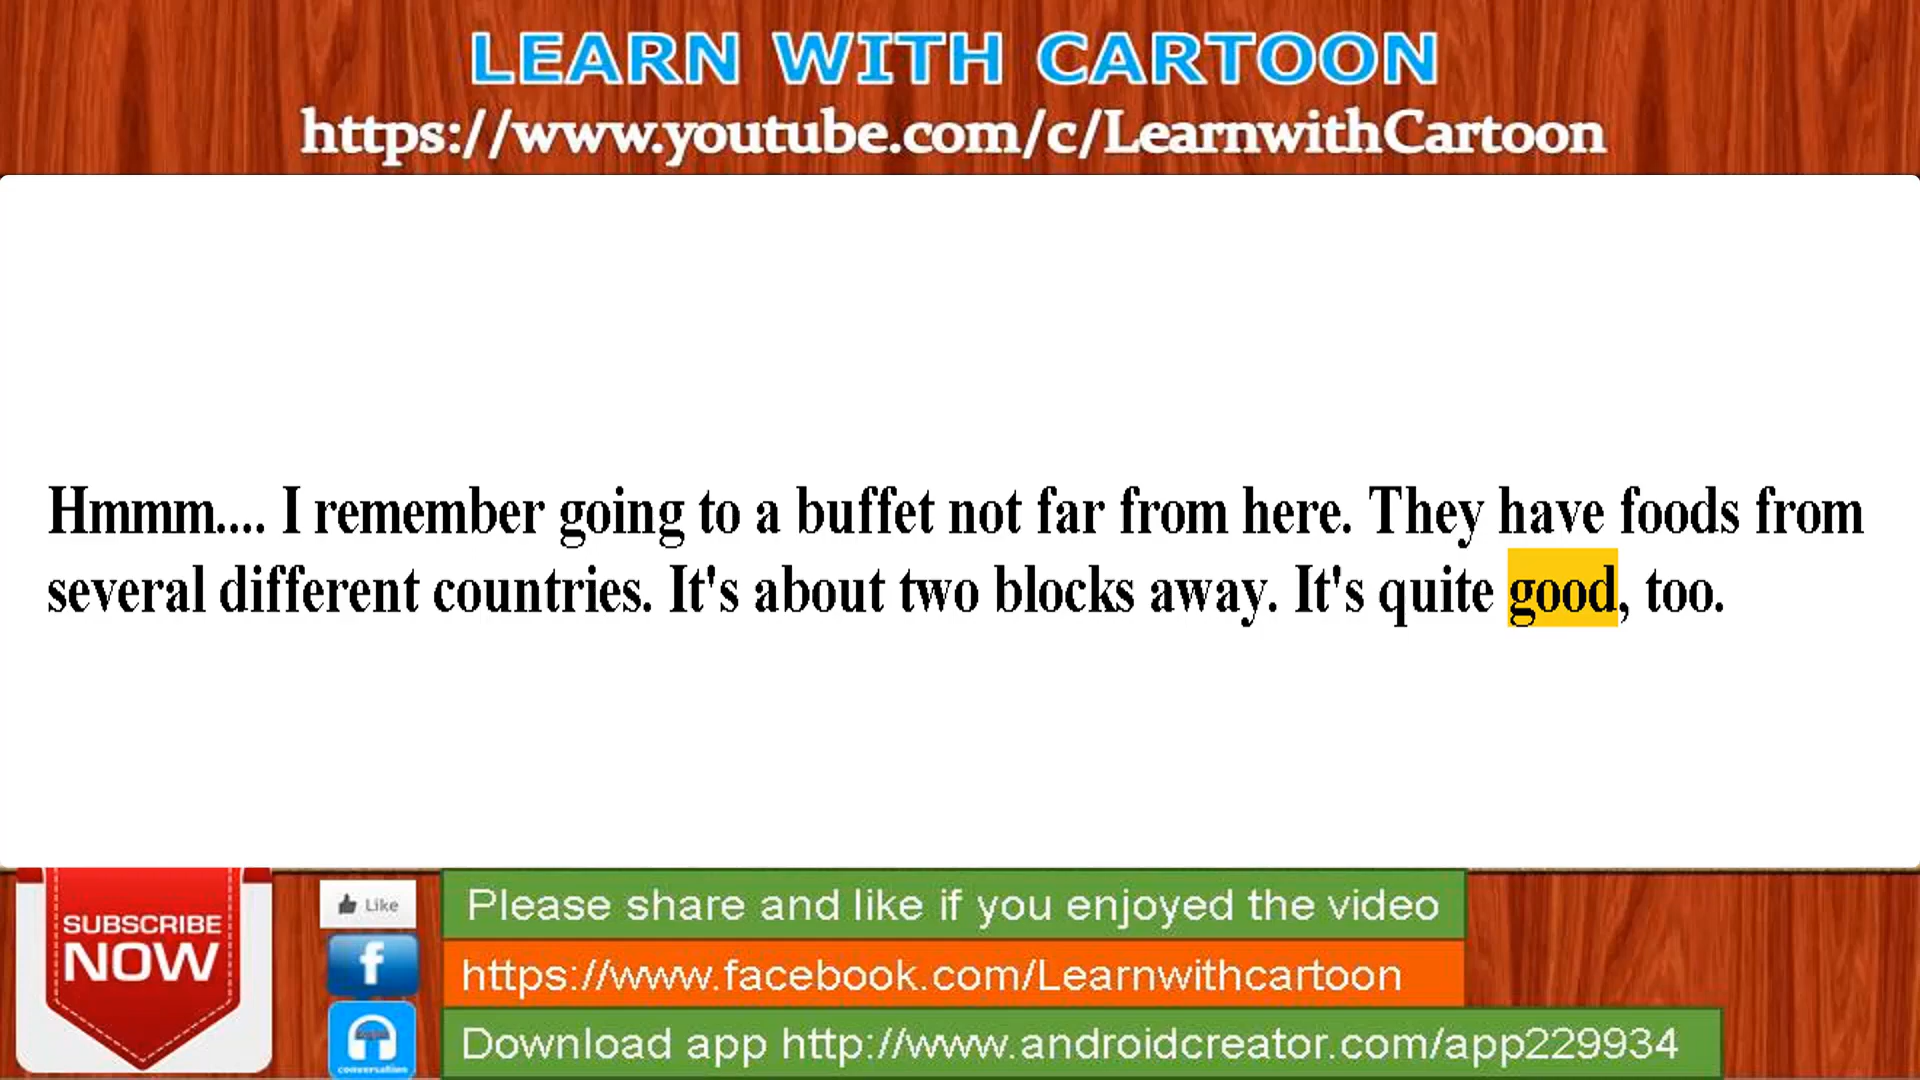 LEARN WITH CARTOON
https://www.youtube.com/c/LearnwithCartoon
Hmmm.... I remember going to a buffet not far from here. They have foods from
several different countries. It's about two blocks away. It's quite good, too.
SUBSCRIBE
NOW
Like
f
conversation
Please share and like if you enjoyed the video
https://www.facebook.com/Learnwithcartoon
Download app http://www.androidcreator.com/app229934